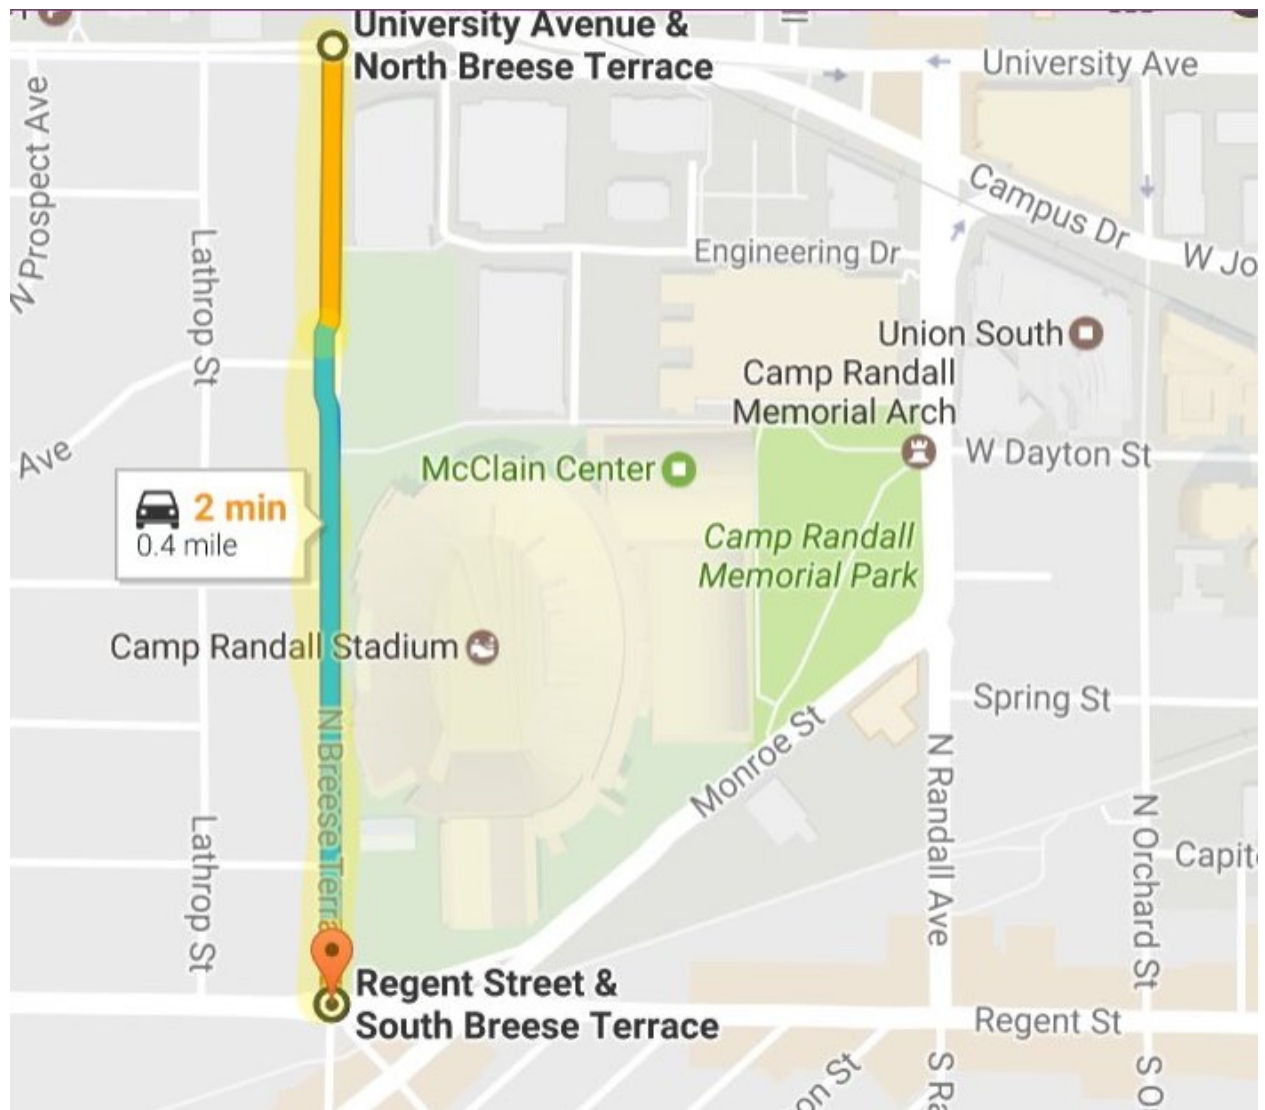 University Avenue &
North Breese Terrace
University Ave
N Prospect Ave
Lathrop St
Campus Dr
Engineering Dr
W Jo
Union South
Camp Randall
Memorial Arch
Ave
McClain Center
W Dayton St
2 min
0.4 mile
Camp Randall
Memorial Park
Camp Randall Stadium
Spring St
N Breese Terra
Monroe St
N Randall Ave
N Orchard St
Lathrop St
Capit
Regent Street &
South Breese Terrace
Regent St
on St
S Ra
S O